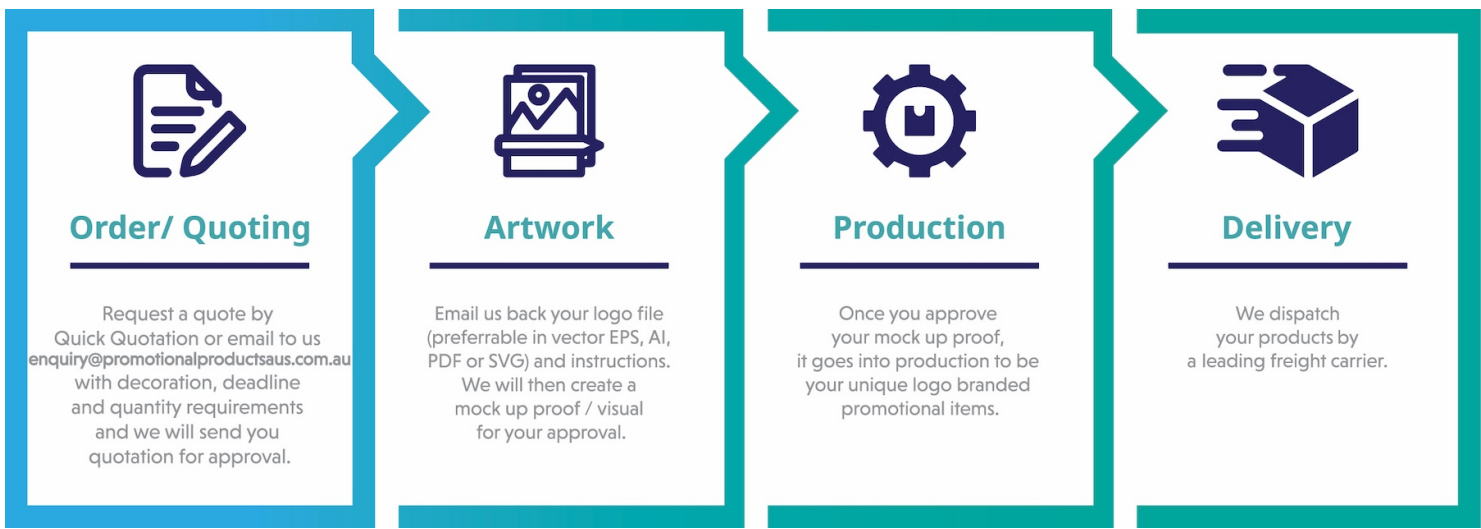 Order/ Quoting
Request a quote by
Quick Quotation or email to us
enquiry@promotionalproductsaus.com.au
with decoration, deadline
and quantity requirements
and we will send you
quotation for approval.
Artwork
Email us back your logo file
(preferrable in vector EPS, AI,
PDF or SVG) and instructions.
We will then create a
mock up proof / visual
for your approval.
Production
Once you approve
your mock up proof,
it goes into production to be
your unique logo branded
promotional items.
Delivery
We dispatch
your products by
a leading freight carrier.